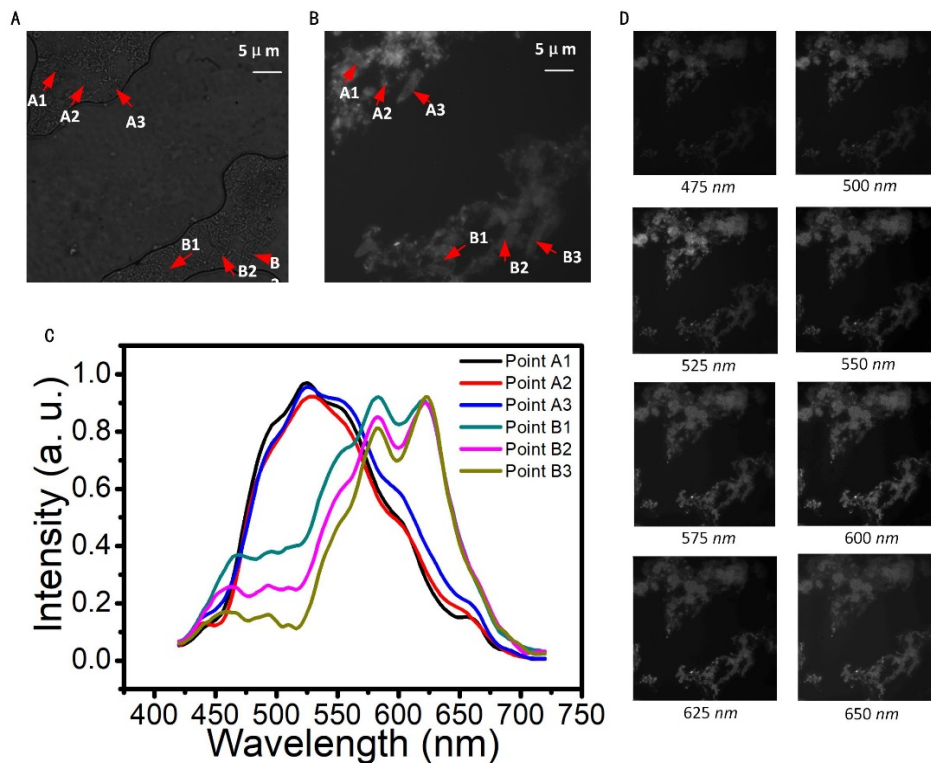 A
5 μm
A1
A2
A3
B1
B2
B
B
5 μm
A1
A2
A3
B1
B2
B3
C
Intensity (a. u.)
1.0
0.8
0.6
0.4
0.2
0.0
Point A1
Point A2
Point A3
Point B1
Point B2
Point B3
400 450 500 550 600 650 700 750
Wavelength (nm)
D
475 nm
500 nm
525 nm
550 nm
575 nm
600 nm
625 nm
650 nm